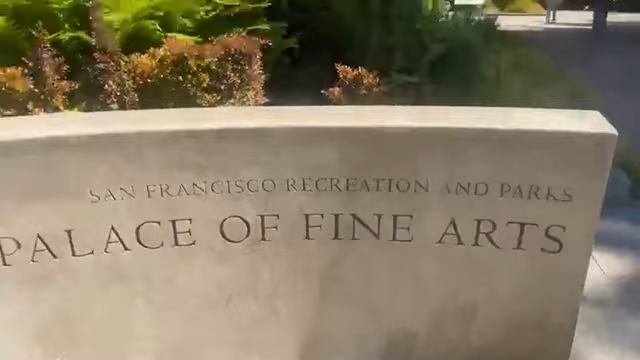 SAN FRANCISCO RECREATION AND PARKS
PALACE OF FINE ARTS